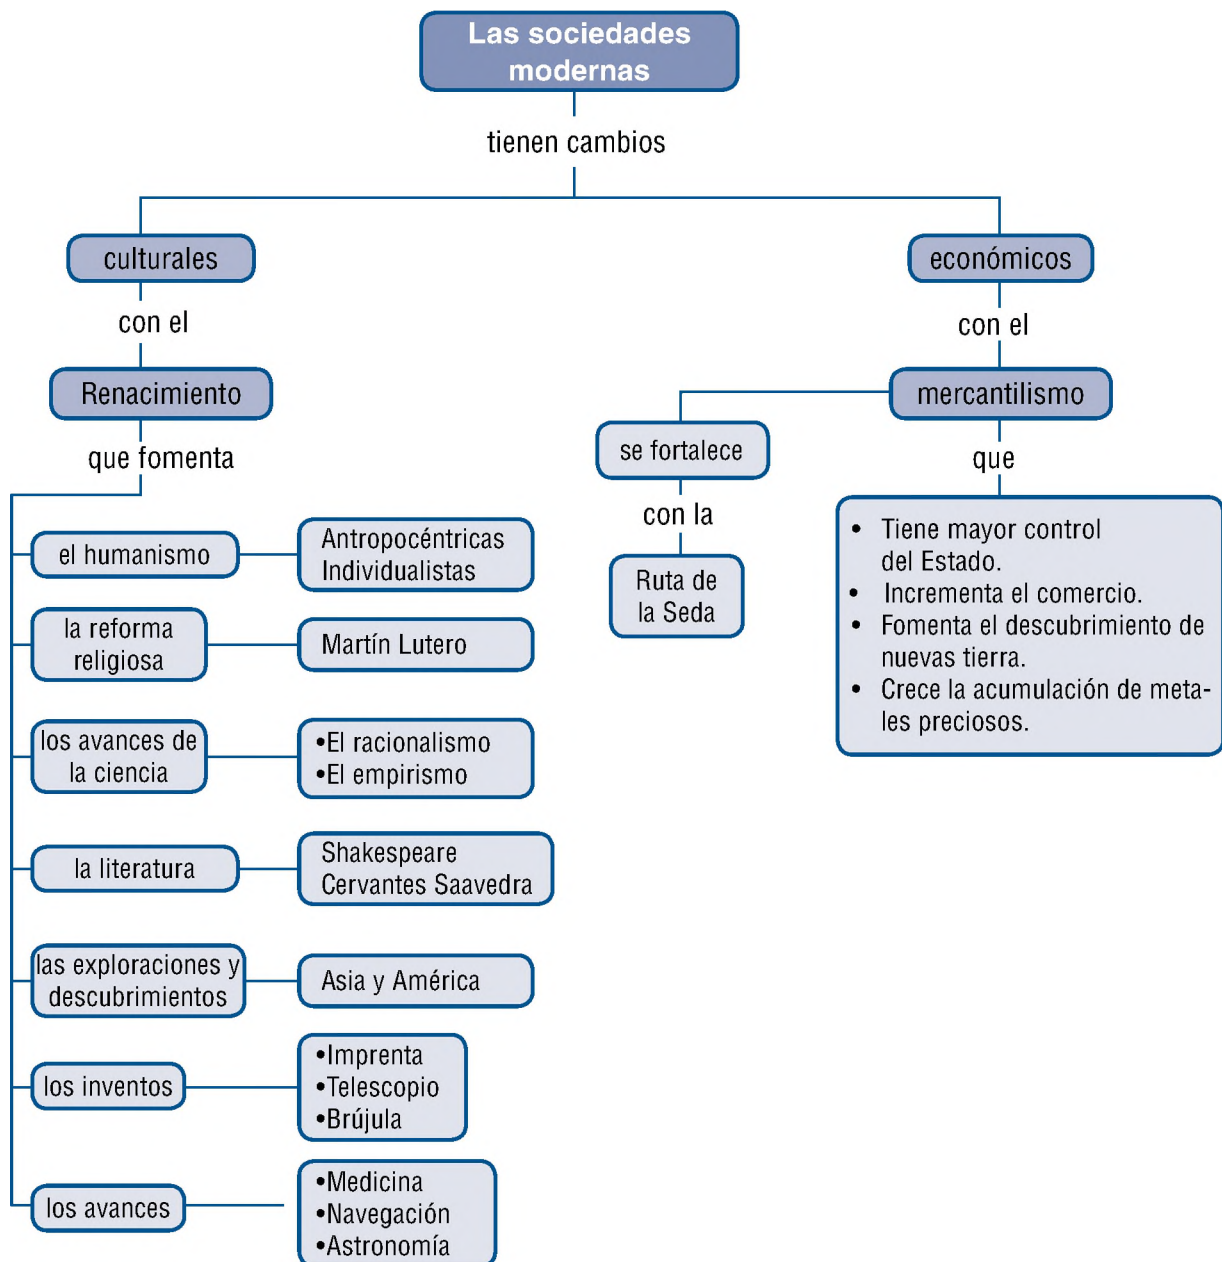 Las sociedades
modernas
tienen cambios
culturales
con el
Renacimiento
que fomenta
el humanismo
Antropocéntricas
Individualistas
la reforma
religiosa
Martín Lutero
los avances de
la ciencia
•El racionalismo
•El empirismo
la literatura
Shakespeare
Cervantes Saavedra
las exploraciones y
descubrimientos
Asia y América
los inventos
•Imprenta
•Telescopio
•Brújula
los avances
•Medicina
•Navegación
•Astronomía
económicos
con el
mercantilismo
se fortalece
con la
Ruta de
la Seda
que
• Tiene mayor control
del Estado.
• Incrementa el comercio.
• Fomenta el descubrimiento de
nuevas tierra.
• Crece la acumulación de meta-
les preciosos.